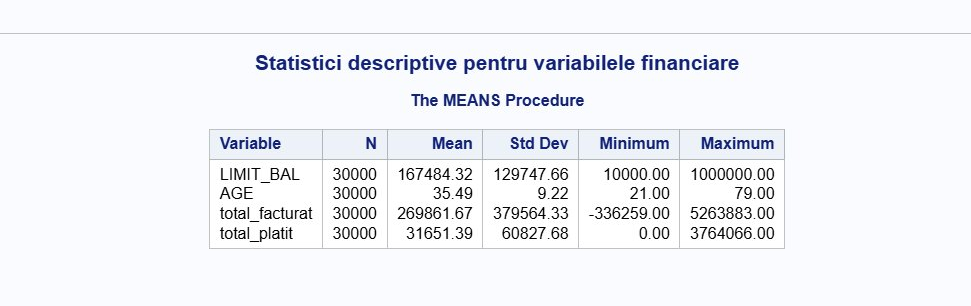 Statistici descriptive pentru variabilele financiare
The MEANS Procedure
Variable N Mean Std Dev Minimum Maximum
LIMIT_BAL 30000 167484.32 129747.66 10000.00 1000000.00
AGE 30000 35.49 9.22 21.00 79.00
total_facturat 30000 269861.67 379564.33 -336259.00 5263883.00
total_platit 30000 31651.39 60827.68 0.00 3764066.00